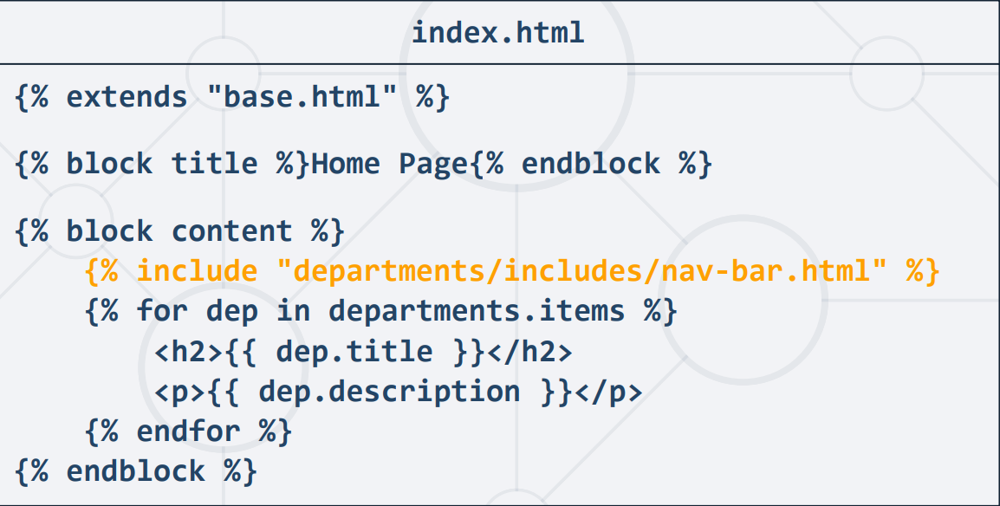 index.html
{% extends "base.html" %}
{% block title %}Home Page{% endblock %}
{% block content %}
    {% include "departments/includes/nav-bar.html" %}
    {% for dep in departments.items %}
        <h2>{{ dep.title }}</h2>
        <p>{{ dep.description }}</p>
    {% endfor %}
{% endblock %}